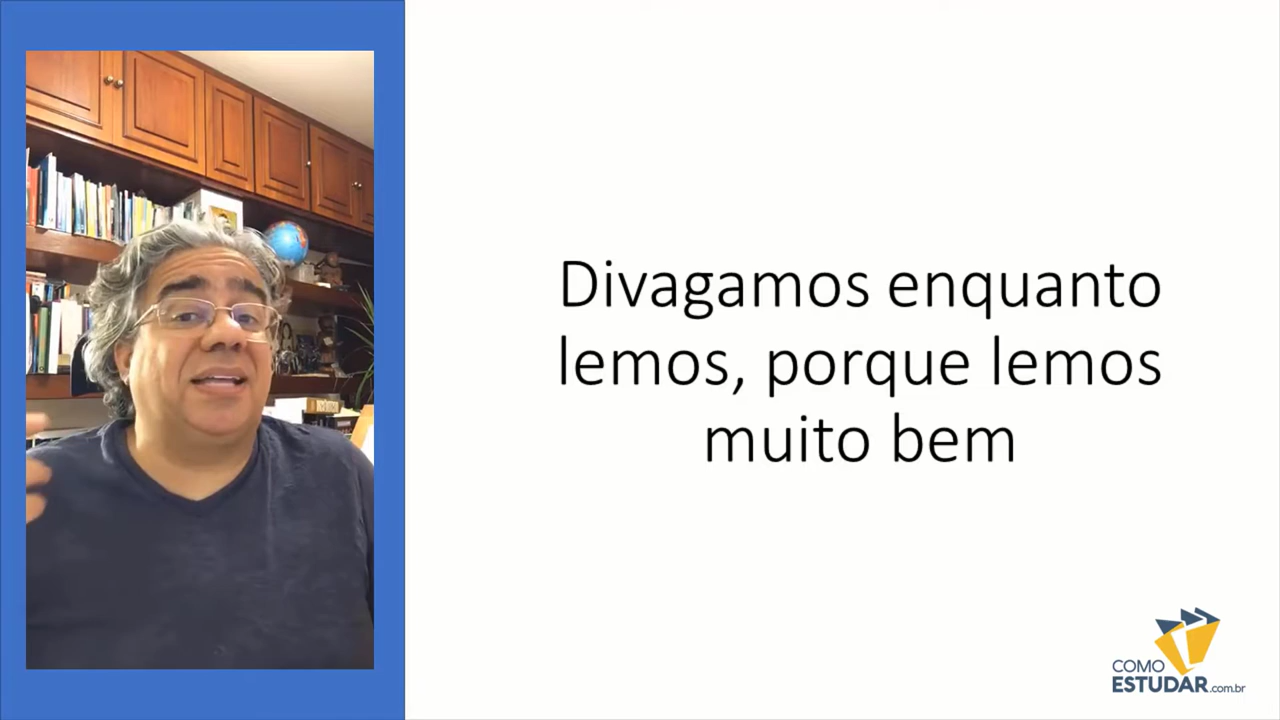 Divagamos enquanto
lemos, porque lemos
muito bem
COMO
ESTUDAR.com.br